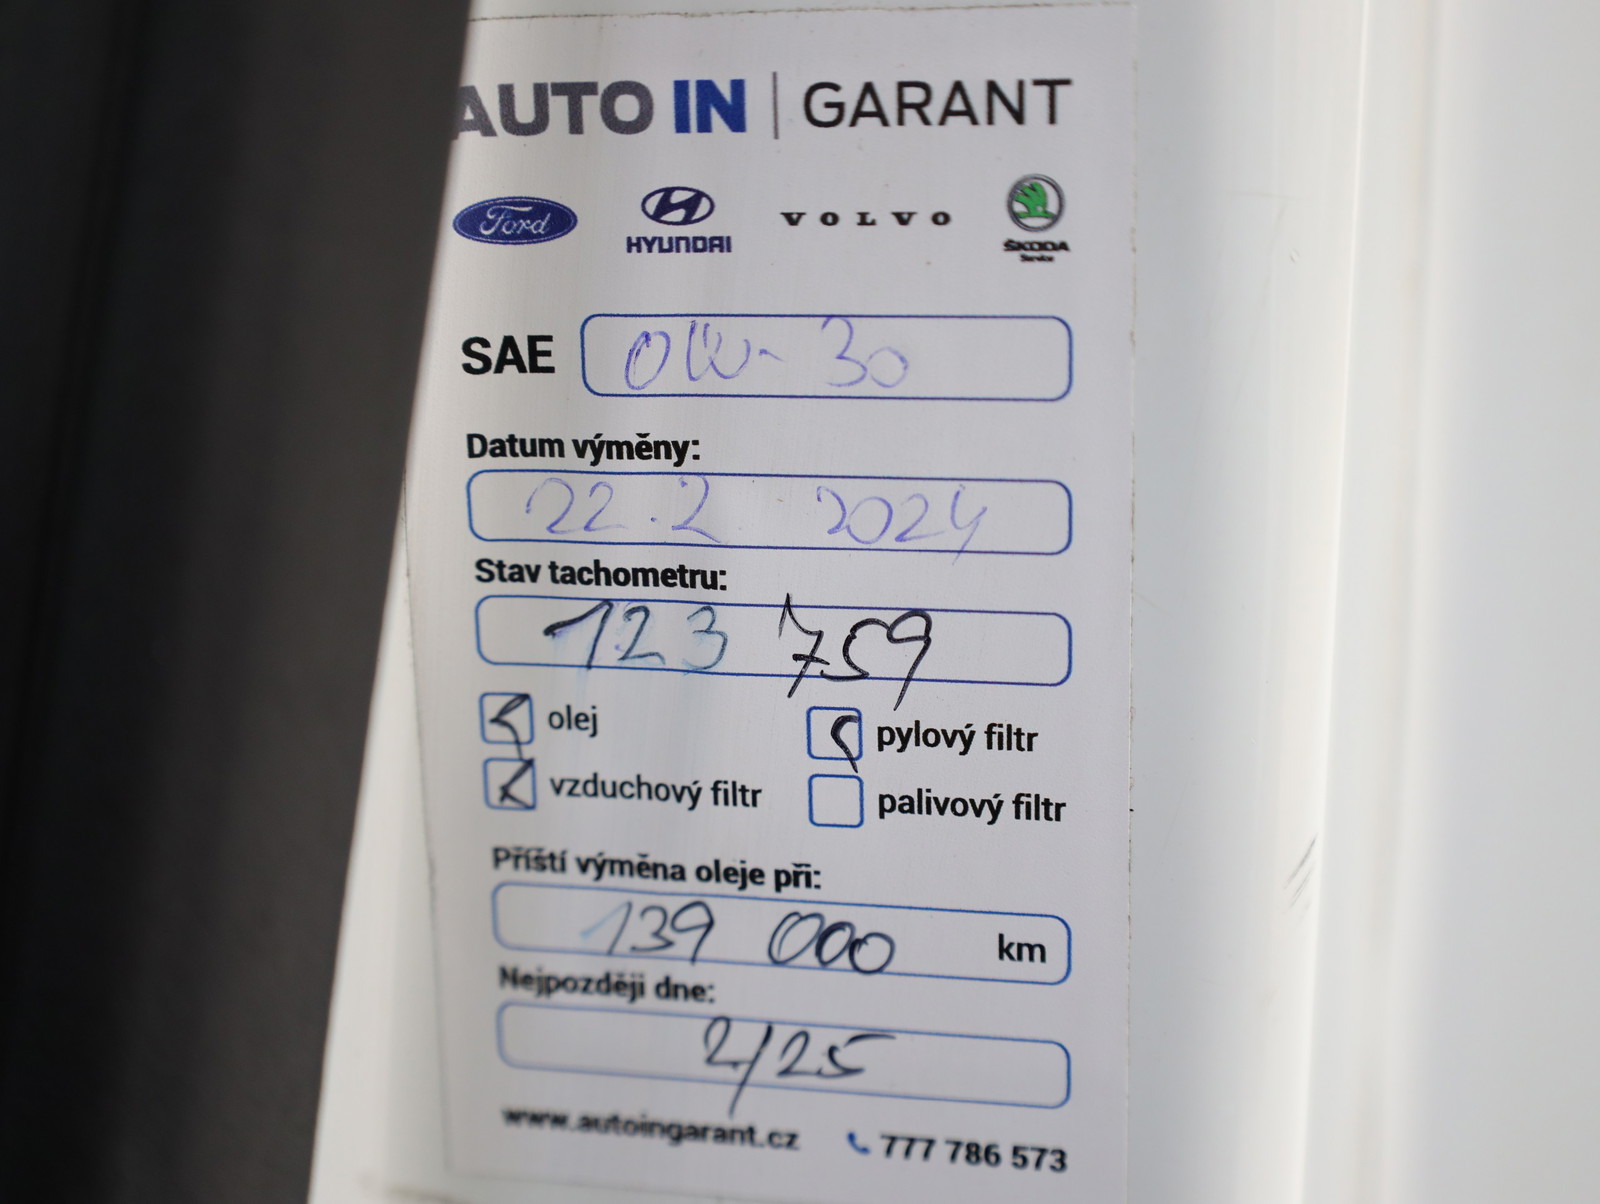 AUTO IN | GARANT
Ford HYUNDAI VOLVO ŠKODA Service
SAE 0W-30
Datum výměny:
22.2 2024
Stav tachometru:
123 759
olej pylový filtr
vzduchový filtr palivový filtr
Příští výměna oleje při:
139 000 km
Nejpozději dne:
2/25
www.autoingarant.cz 777 786 573